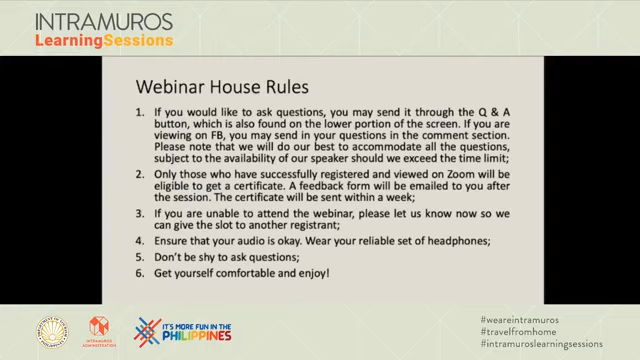 INTRAMUROS
LearningSessions
Webinar House Rules
1. If you would like to ask questions, you may send it through the Q & A
button, which is also found on the lower portion of the screen. If you are
viewing on FB, you may send in your questions in the comment section.
Please note that we will do our best to accommodate all the questions,
subject to the availability of our speaker should we exceed the time limit;
2. Only those who have successfully registered and viewed on Zoom will be
eligible to get a certificate. A feedback form will be emailed to you after
the session. The certificate will be sent within a week;
3. If you are unable to attend the webinar, please let us know now so we
can give the slot to another registrant;
4. Ensure that your audio is okay. Wear your reliable set of headphones;
5. Don't be shy to ask questions;
6. Get yourself comfortable and enjoy!
INTRAMUROS
ADMINISTRATION
IT'S MORE FUN IN THE
PHILIPPINES
#weareintramuros
#travelfromhome
#intramuroslearningsessions